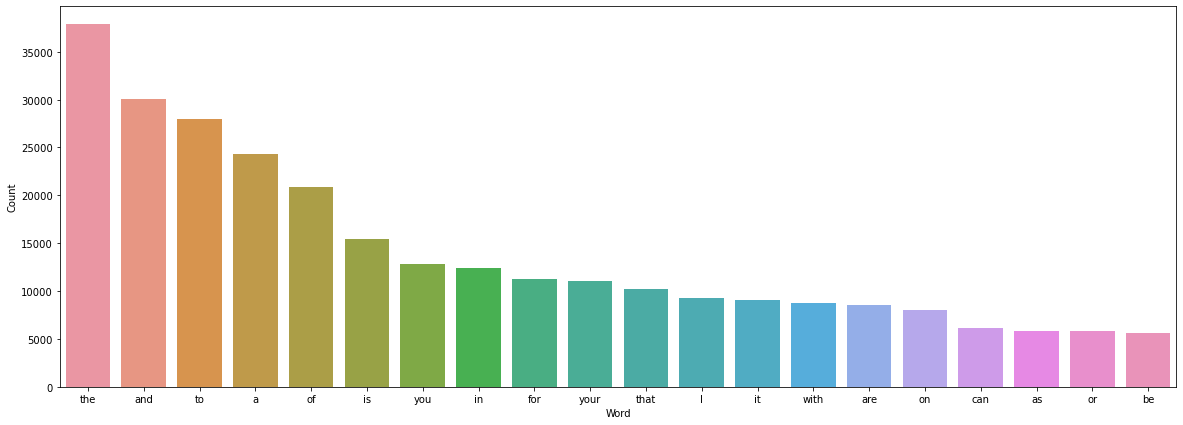 35000
30000
25000
20000
15000
10000
5000
0
Count
the and to a of is you in for your that I it with are on can as or be
Word